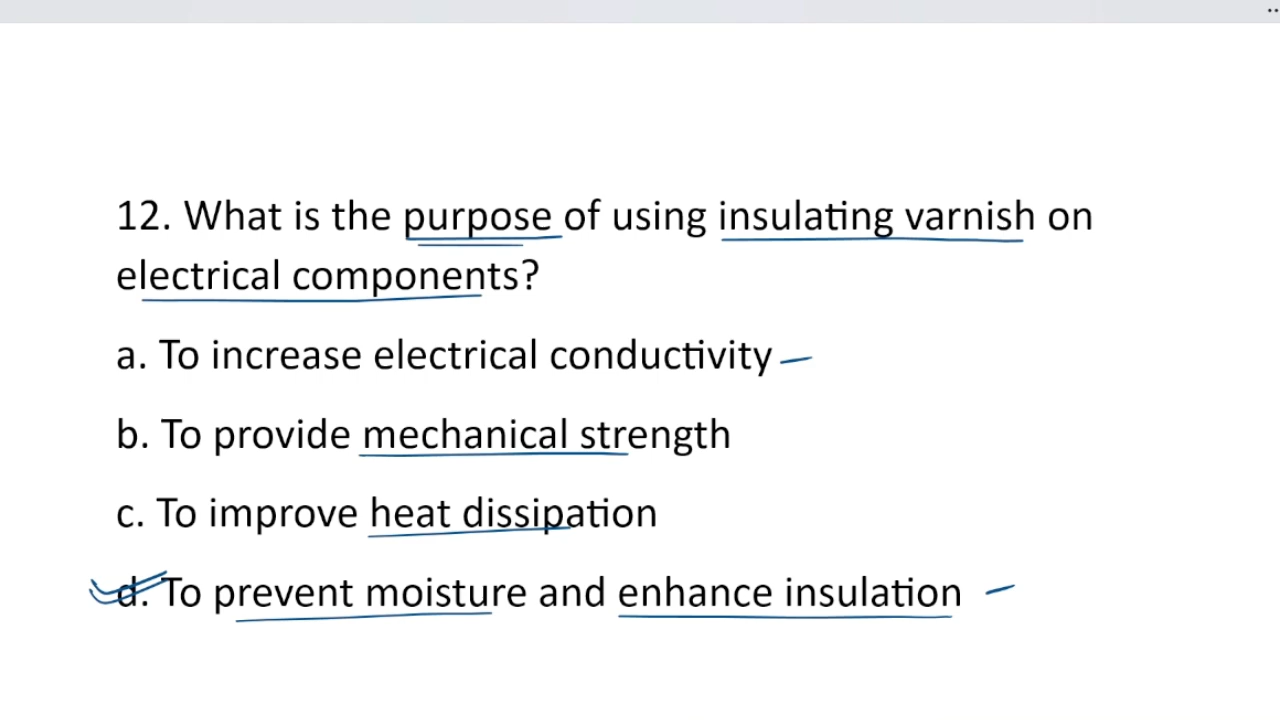 12. What is the purpose of using insulating varnish on
electrical components?
a. To increase electrical conductivity
b. To provide mechanical strength
c. To improve heat dissipation
d. To prevent moisture and enhance insulation